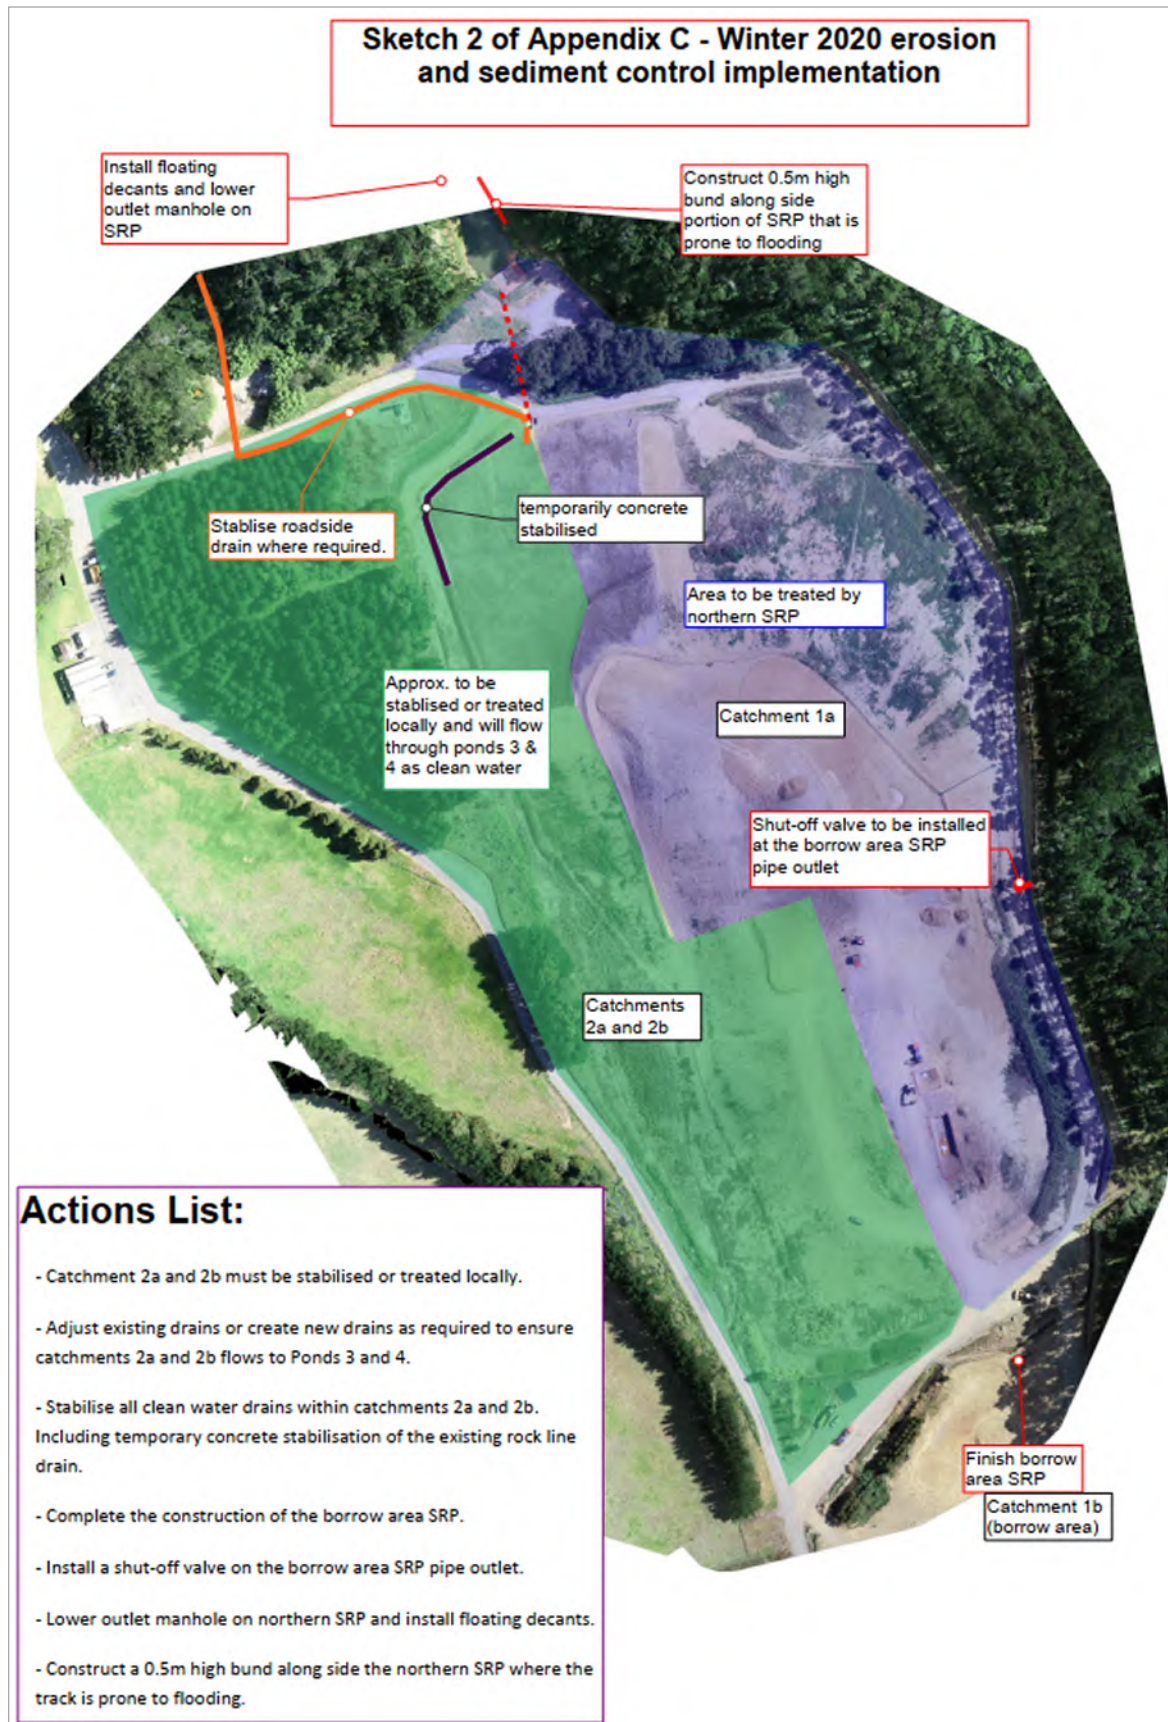 Sketch 2 of Appendix C - Winter 2020 erosion
and sediment control implementation
Install floating
decants and lower
outlet manhole on
SRP
Construct 0.5m high
bund along side
portion of SRP that is
prone to flooding
Stablise roadside
drain where required.
temporarily concrete
stabilised
Area to be treated by
northern SRP
Approx. to be
stablised or treated
locally and will flow
through ponds 3 &
4 as clean water
Catchment 1a
Shut-off valve to be installed
at the borrow area SRP
pipe outlet
Catchments
2a and 2b
Finish borrow
area SRP
Catchment 1b
(borrow area)
Actions List:
- Catchment 2a and 2b must be stabilised or treated locally.
- Adjust existing drains or create new drains as required to ensure
catchments 2a and 2b flows to Ponds 3 and 4.
- Stabilise all clean water drains within catchments 2a and 2b.
Including temporary concrete stabilisation of the existing rock line
drain.
- Complete the construction of the borrow area SRP.
- Install a shut-off valve on the borrow area SRP pipe outlet.
- Lower outlet manhole on northern SRP and install floating decants.
- Construct a 0.5m high bund along side the northern SRP where the
track is prone to flooding.